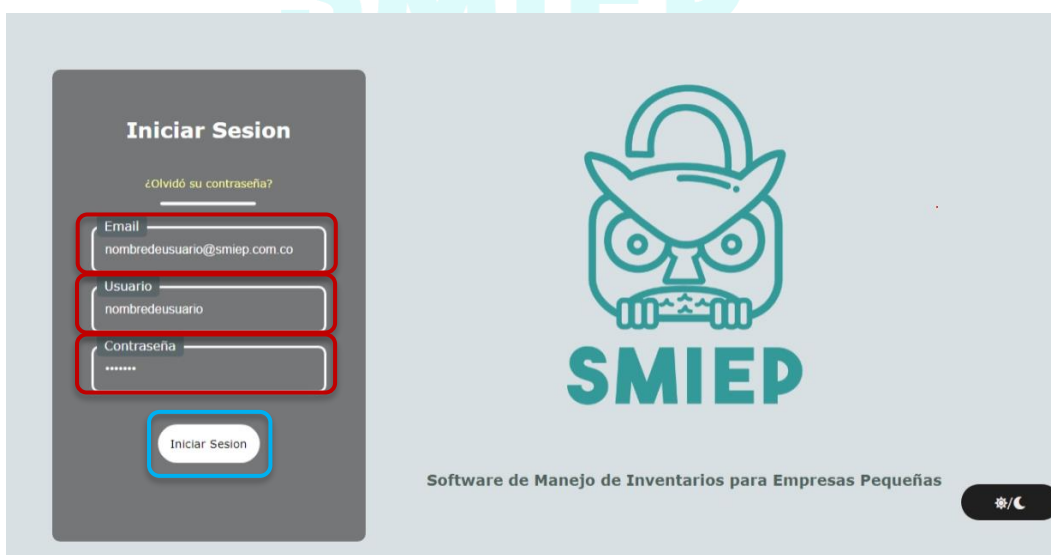 SMIEP
Iniciar Sesion
¿Olvidó su contraseña?
Email
nombredeusuario@smiep.com.co
Usuario
nombredeusuario
Contraseña
•••••••
Iniciar Sesion
SMIEP
Software de Manejo de Inventarios para Empresas Pequeñas